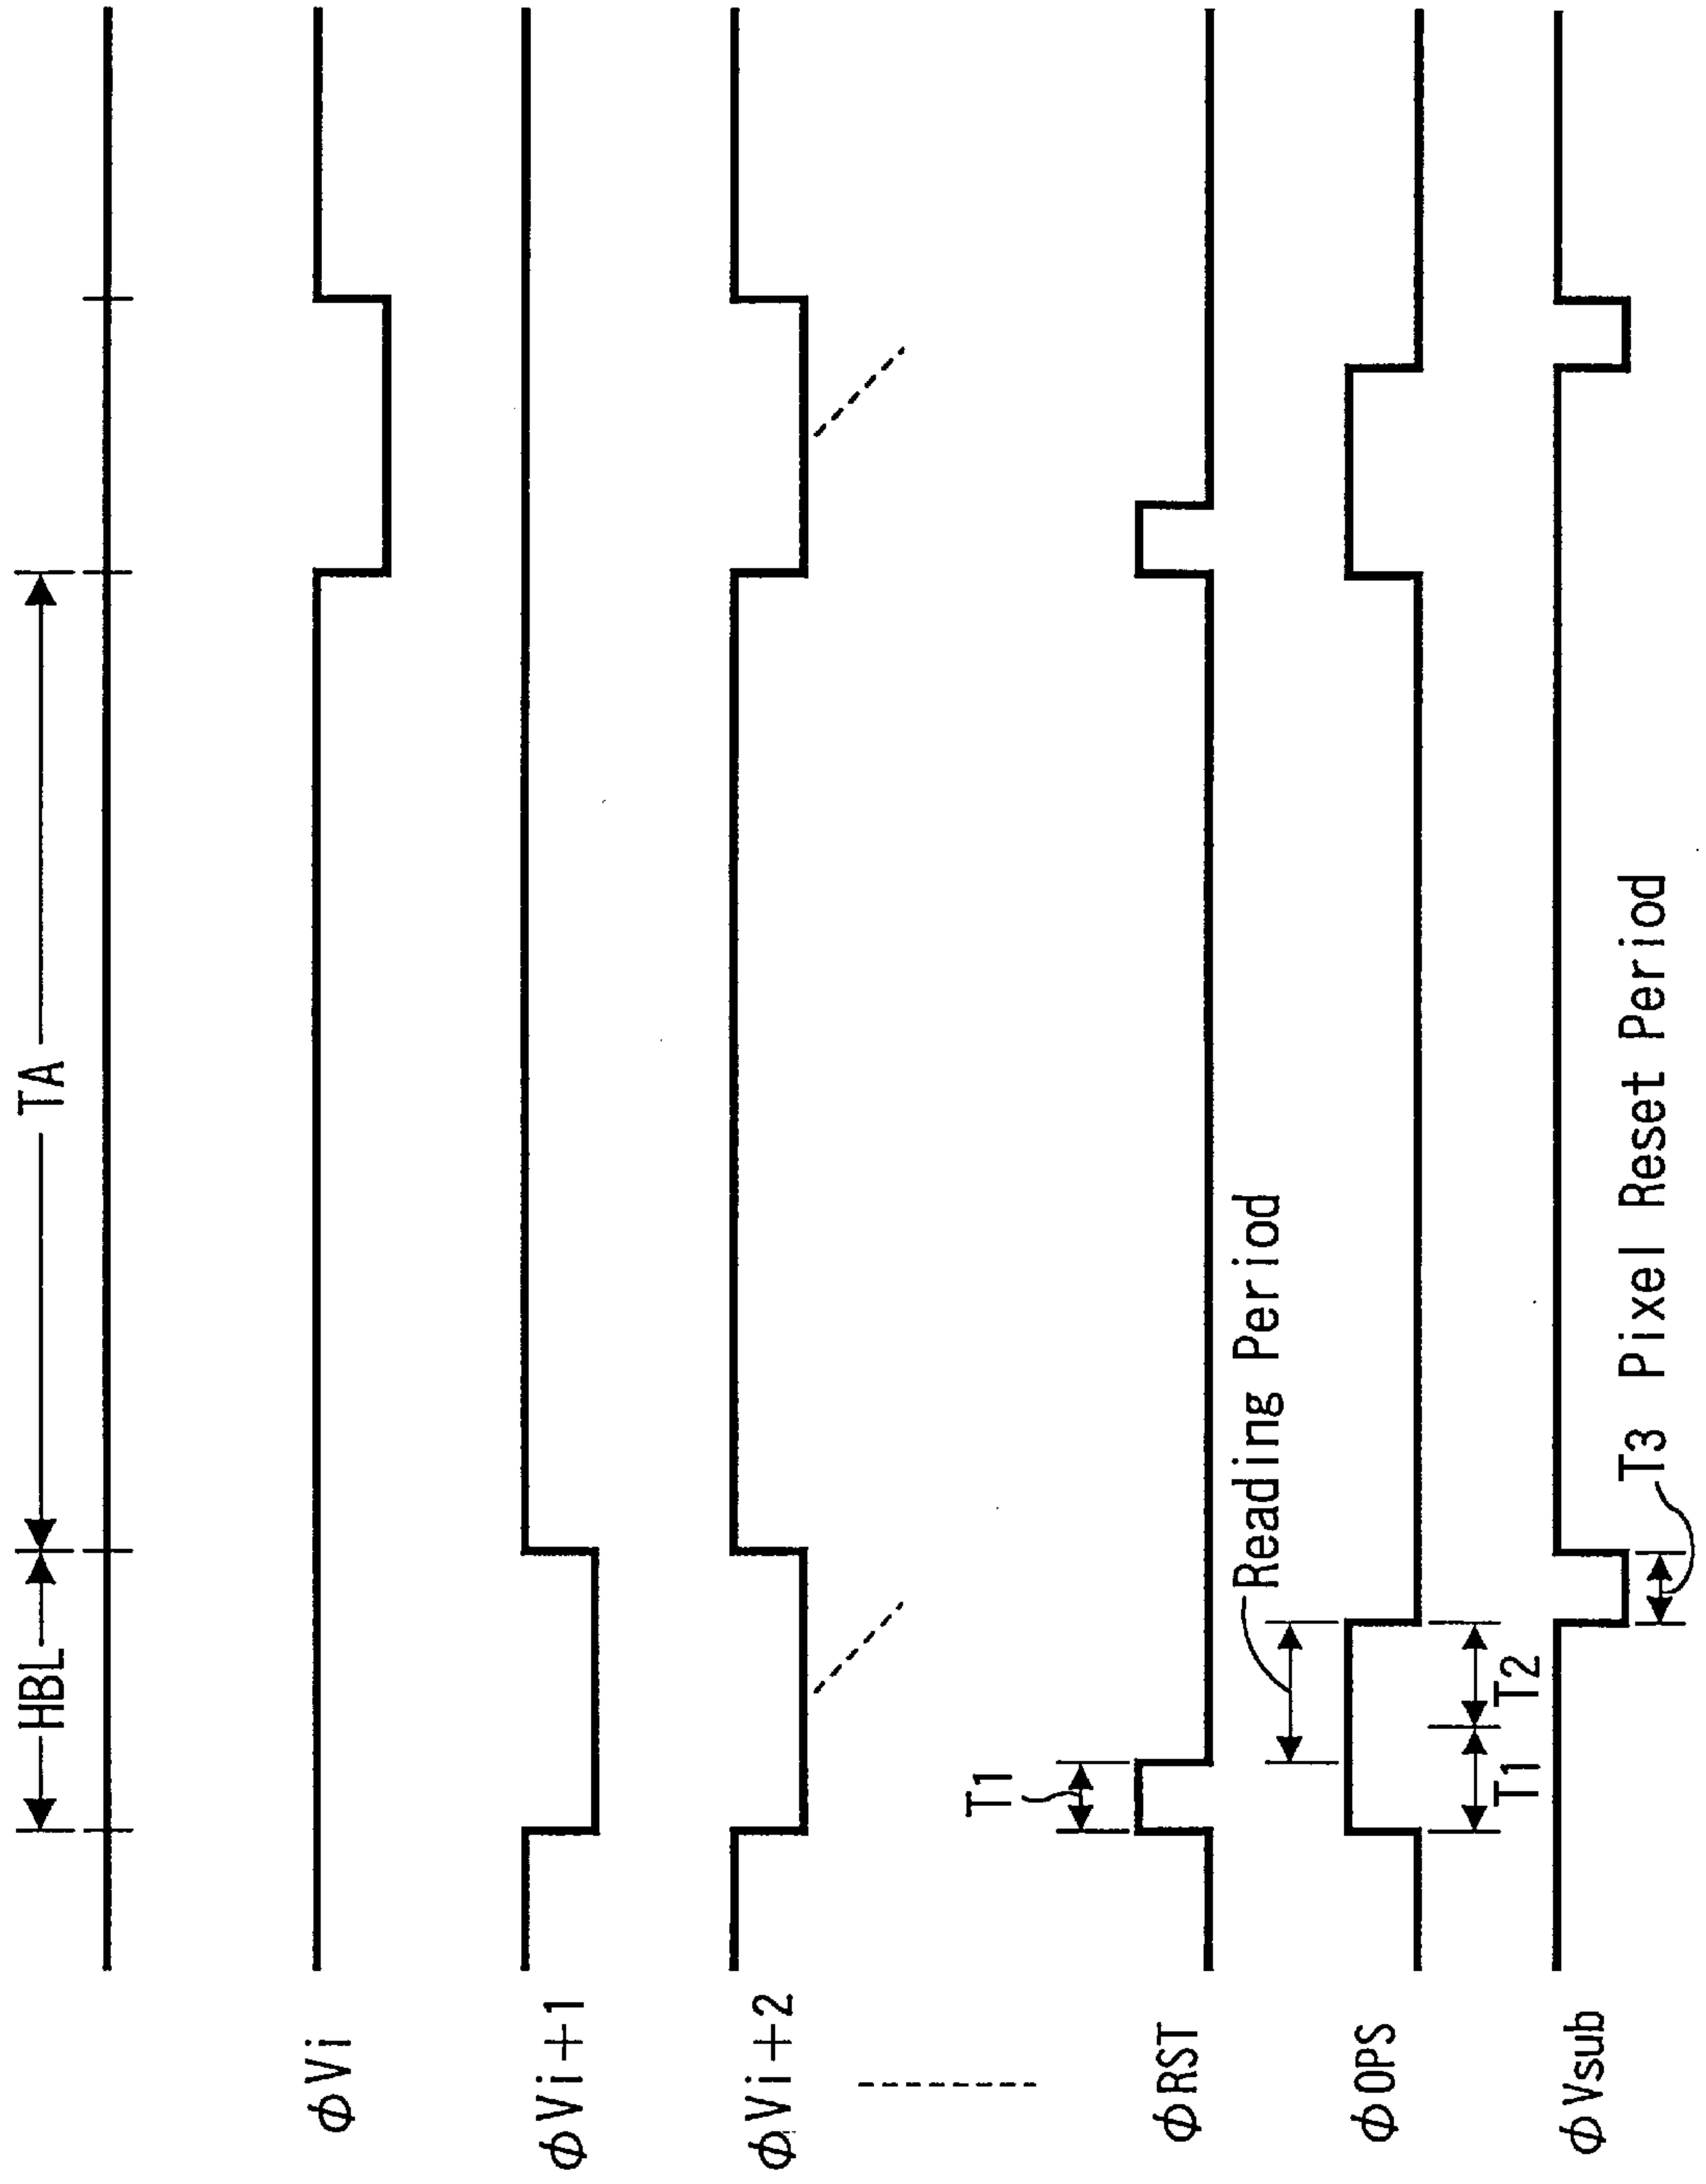 HBL
TA
ΦVi
ΦVi+1
ΦVi+2
T1
ΦRST
Reading Period
ΦOPS
T1
T2
ΦVsub
T3 Pixel Reset Period